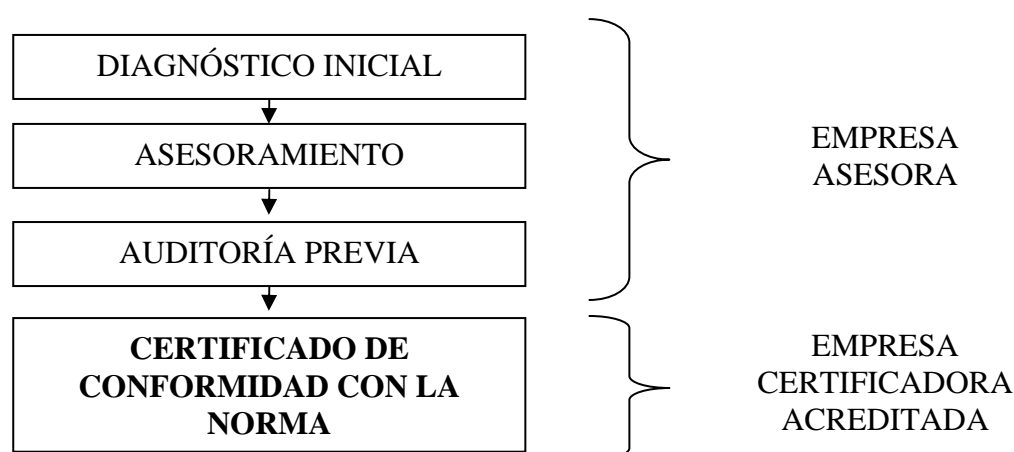 DIAGNÓSTICO INICIAL
ASESORAMIENTO
AUDITORÍA PREVIA
EMPRESA
ASESORA
CERTIFICADO DE
CONFORMIDAD CON LA
NORMA
EMPRESA
CERTIFICADORA
ACREDITADA